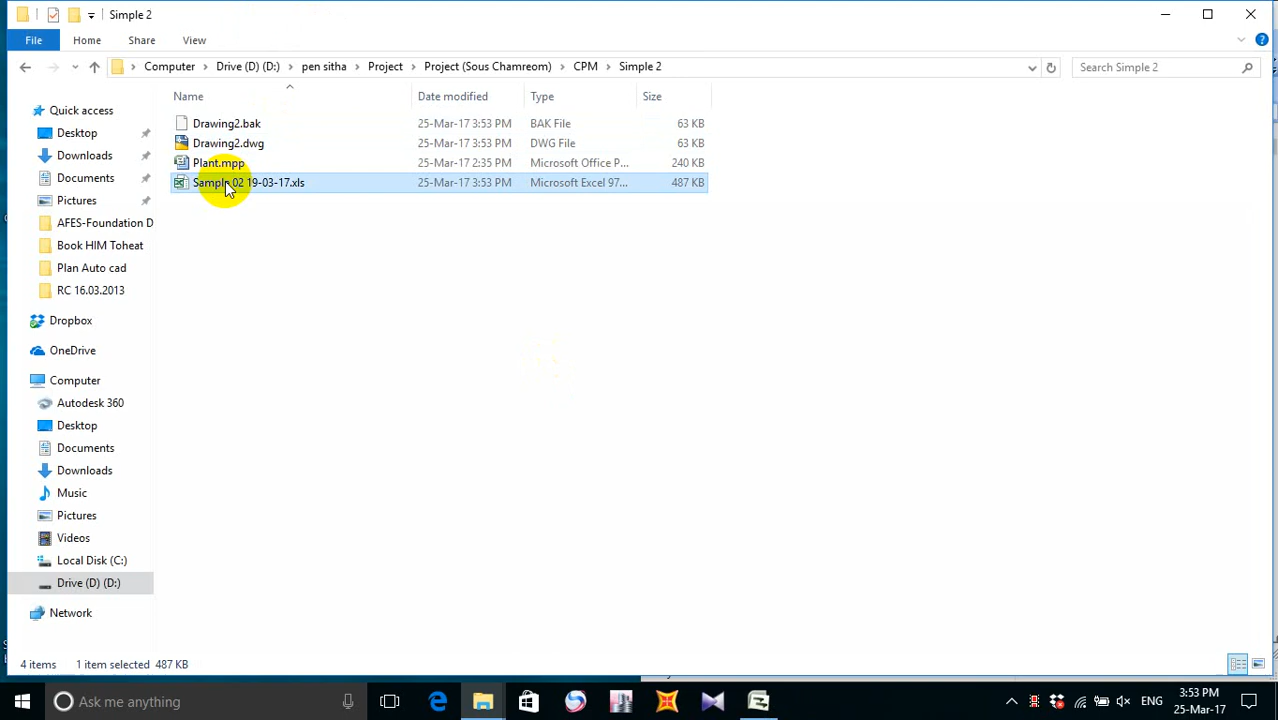 Simple 2
File Home Share View
Computer Drive (D) (D:) pen sitha Project Project (Sous Chamreom) CPM Simple 2
Search Simple 2
Name Date modified Type Size
Drawing2.bak 25-Mar-17 3:53 PM BAK File 63 KB
Drawing2.dwg 25-Mar-17 3:53 PM DWG File 63 KB
Plant.mpp 25-Mar-17 2:35 PM Microsoft Office P... 240 KB
Sample 02 19-03-17.xls 25-Mar-17 3:53 PM Microsoft Excel 97... 487 KB
Quick access
Desktop
Downloads
Documents
Pictures
AFES-Foundation D
Book HIM Toheat
Plan Auto cad
RC 16.03.2013
Dropbox
OneDrive
Computer
Autodesk 360
Desktop
Documents
Downloads
Music
Pictures
Videos
Local Disk (C:)
Drive (D) (D:)
Network
4 items 1 item selected 487 KB
Ask me anything
ENG
3:53 PM
25-Mar-17